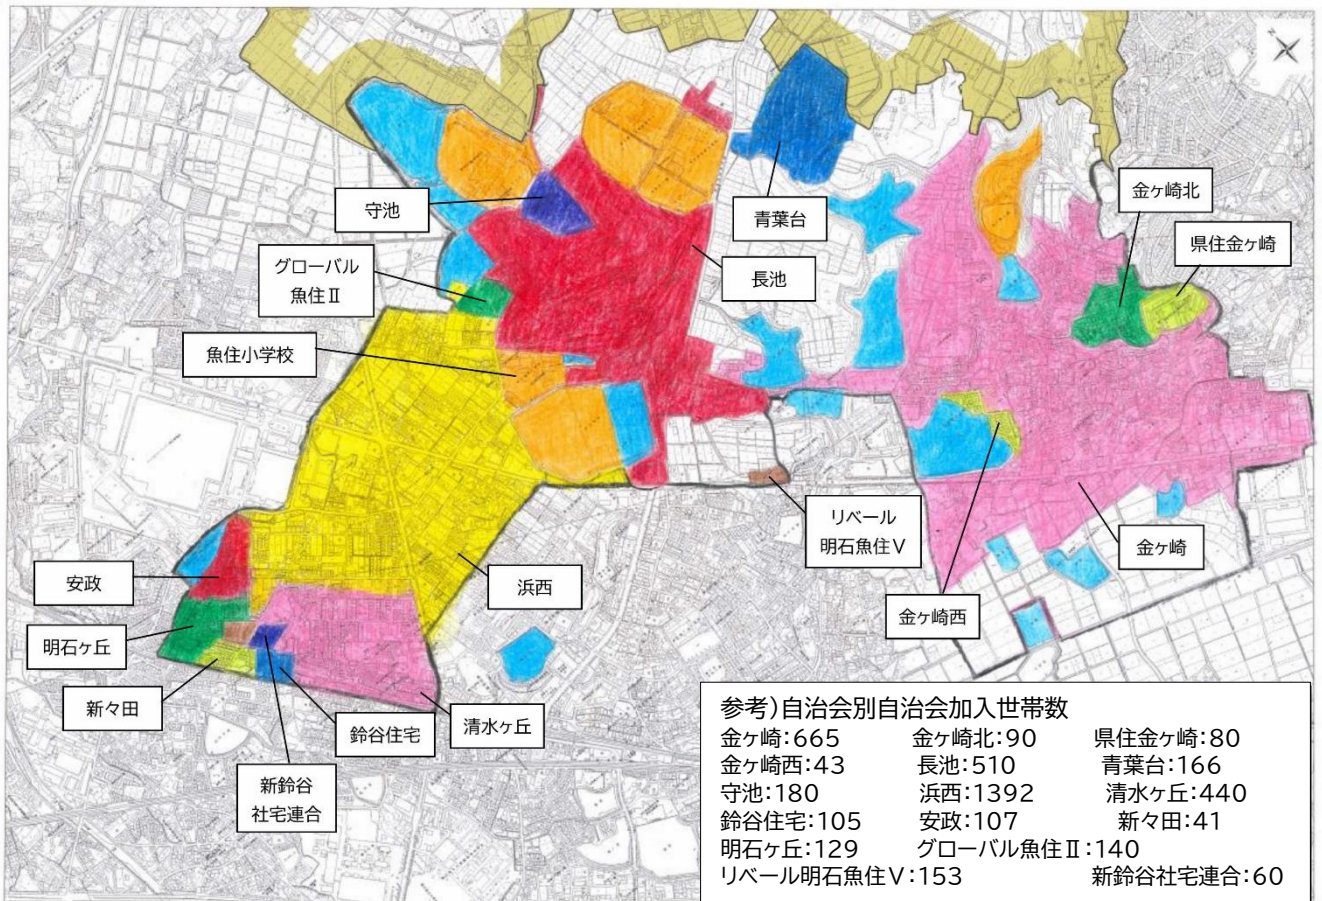 守池
青葉台
金ヶ崎北
県住金ヶ崎
グローバル
魚住Ⅱ
長池
魚住小学校
リベール
明石魚住Ⅴ
金ヶ崎
安政
浜西
金ヶ崎西
明石ヶ丘
新々田
鈴谷住宅
清水ヶ丘
新鈴谷
社宅連合
参考)自治会別自治会加入世帯数
金ヶ崎:665 金ヶ崎北:90 県住金ヶ崎:80
金ヶ崎西:43 長池:510 青葉台:166
守池:180 浜西:1392 清水ヶ丘:440
鈴谷住宅:105 安政:107 新々田:41
明石ヶ丘:129 グローバル魚住Ⅱ:140
リベール明石魚住Ⅴ:153 新鈴谷社宅連合:60